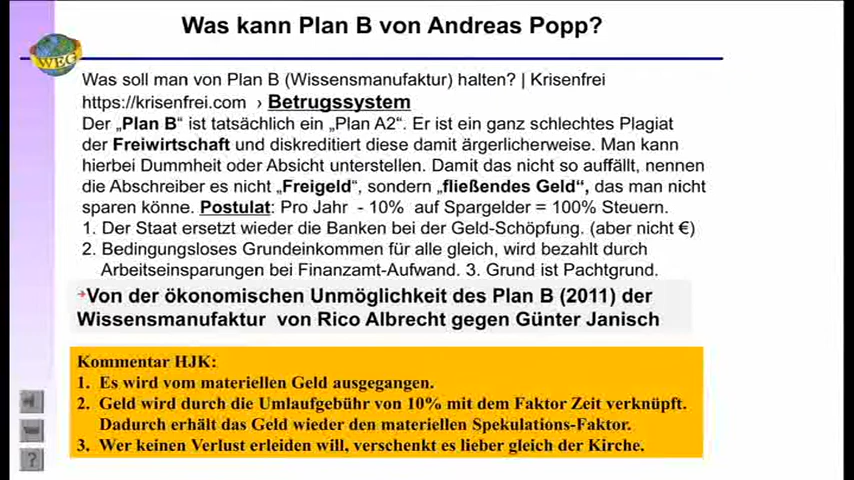 Was kann Plan B von Andreas Popp?
WEG
Was soll man von Plan B (Wissensmanufaktur) halten? | Krisenfrei
https://krisenfrei.com › Betrugssystem
Der „Plan B“ ist tatsächlich ein „Plan A2“. Er ist ein ganz schlechtes Plagiat
der Freiwirtschaft und diskreditiert diese damit ärgerlicherweise. Man kann
hierbei Dummheit oder Absicht unterstellen. Damit das nicht so auffällt, nennen
die Abschreiber es nicht „Freigeld“, sondern „fließendes Geld“, das man nicht
sparen könne. Postulat: Pro Jahr - 10% auf Spargelder = 100% Steuern.
1. Der Staat ersetzt wieder die Banken bei der Geld-Schöpfung. (aber nicht €)
2. Bedingungsloses Grundeinkommen für alle gleich, wird bezahlt durch
Arbeitseinsparungen bei Finanzamt-Aufwand. 3. Grund ist Pachtgrund.
Von der ökonomischen Unmöglichkeit des Plan B (2011) der
Wissensmanufaktur von Rico Albrecht gegen Günter Janisch
Kommentar HJK:
1. Es wird vom materiellen Geld ausgegangen.
2. Geld wird durch die Umlaufgebühr von 10% mit dem Faktor Zeit verknüpft.
Dadurch erhält das Geld wieder den materiellen Spekulations-Faktor.
3. Wer keinen Verlust erleiden will, verschenkt es lieber gleich der Kirche.
?